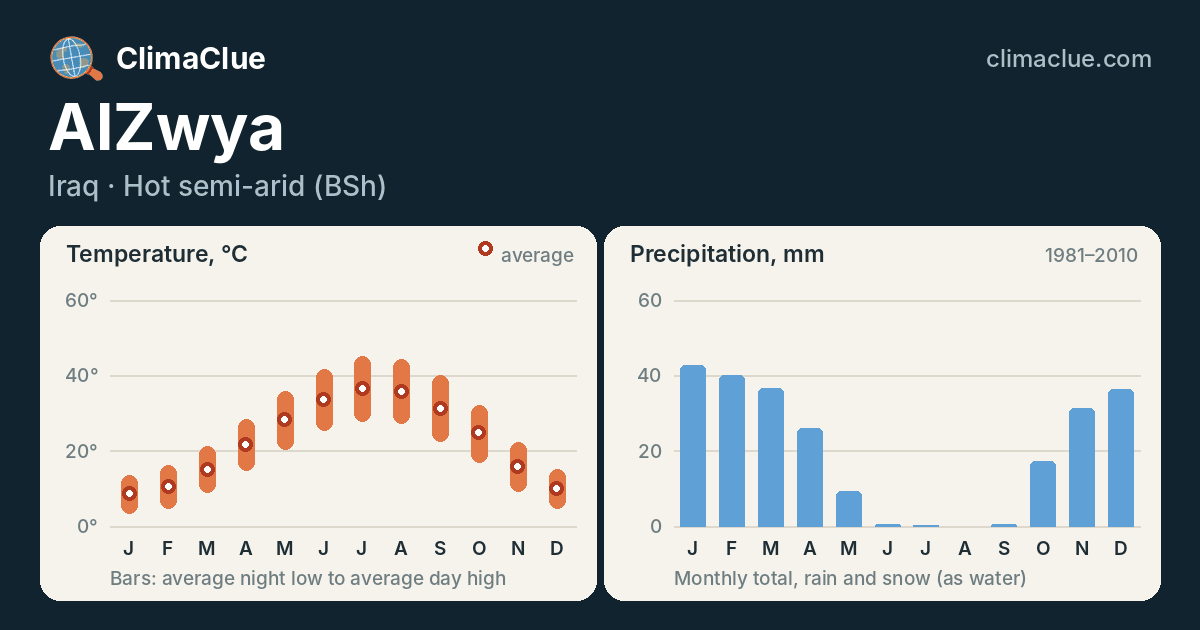 ClimaClue
climaclue.com
AlZwya
Iraq · Hot semi-arid (BSh)
Temperature, °C
average
60°
40°
20°
0°
J F M A M J J A S O N D
Bars: average night low to average day high
Precipitation, mm
1981–2010
60
40
20
0
J F M A M J J A S O N D
Monthly total, rain and snow (as water)